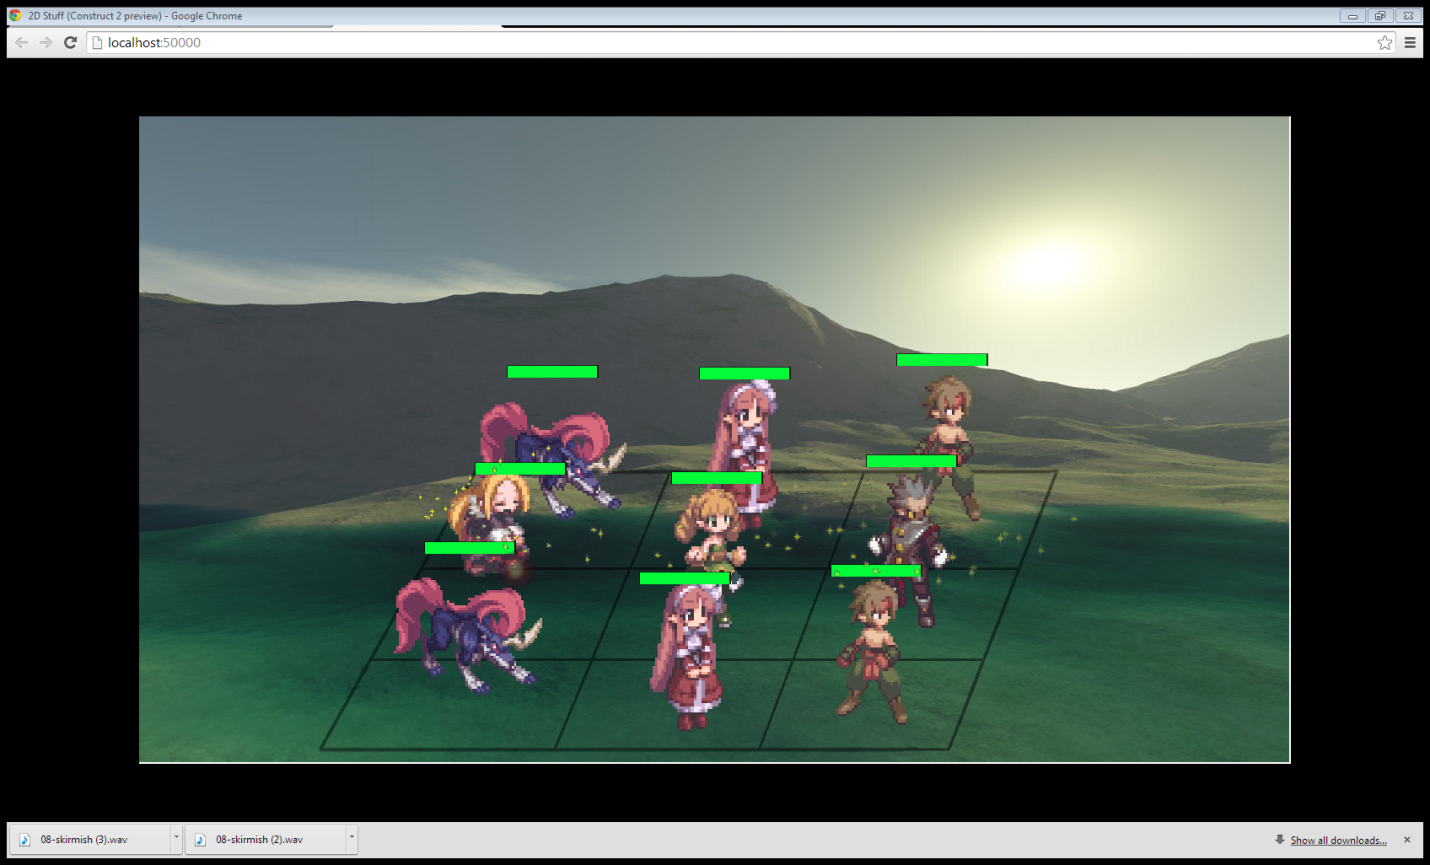 2D Stuff (Construct 2 preview) - Google Chrome
localhost:50000
08-skirmish (3).wav
08-skirmish (2).wav
Show all downloads...